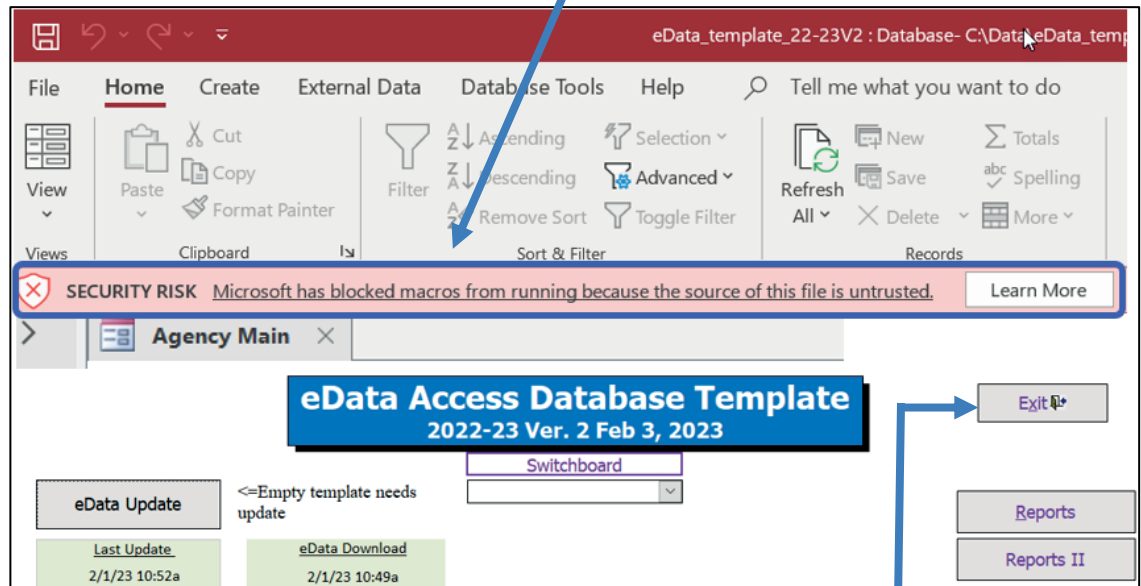 eData_template_22-23V2 : Database- C:\Data\eData_temp
File Home Create External Data Database Tools Help Tell me what you want to do
View
Paste
Cut
Copy
Format Painter
Filter
Ascending
Descending
Remove Sort
Selection
Advanced
Toggle Filter
Refresh
All
New
Save
Delete
Totals
Spelling
More
Views Clipboard Sort & Filter Records
SECURITY RISK Microsoft has blocked macros from running because the source of this file is untrusted. Learn More
Agency Main
eData Access Database Template
2022-23 Ver. 2 Feb 3, 2023
Exit
Switchboard
eData Update
<=Empty template needs
update
Reports
Last Update
2/1/23 10:52a
eData Download
2/1/23 10:49a
Reports II